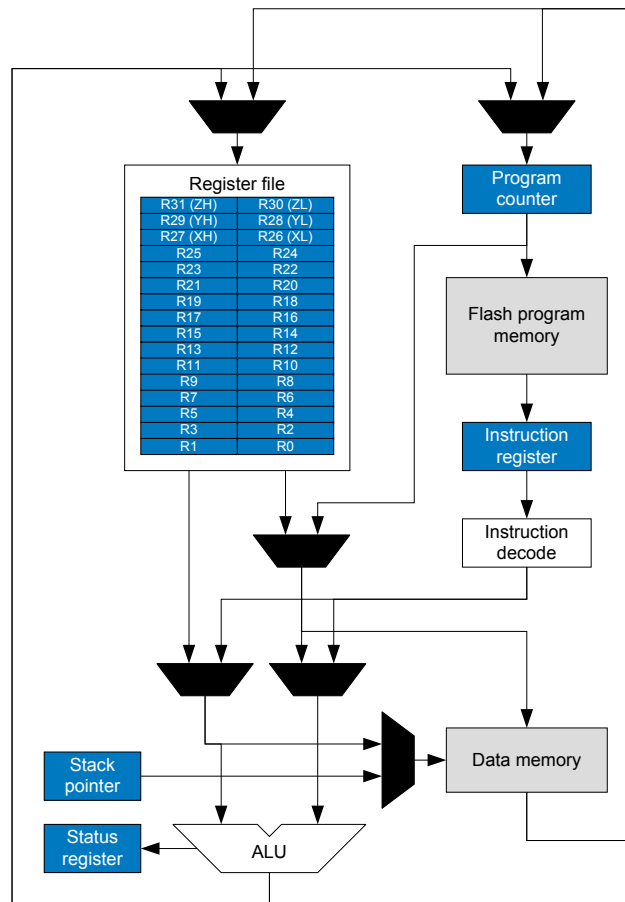 Register file
R31 (ZH) R30 (ZL)
R29 (YH) R28 (YL)
R27 (XH) R26 (XL)
R25 R24
R23 R22
R21 R20
R19 R18
R17 R16
R15 R14
R13 R12
R11 R10
R9 R8
R7 R6
R5 R4
R3 R2
R1 R0
Program
counter
Flash program
memory
Instruction
register
Instruction
decode
Stack
pointer
Data memory
Status
register
ALU